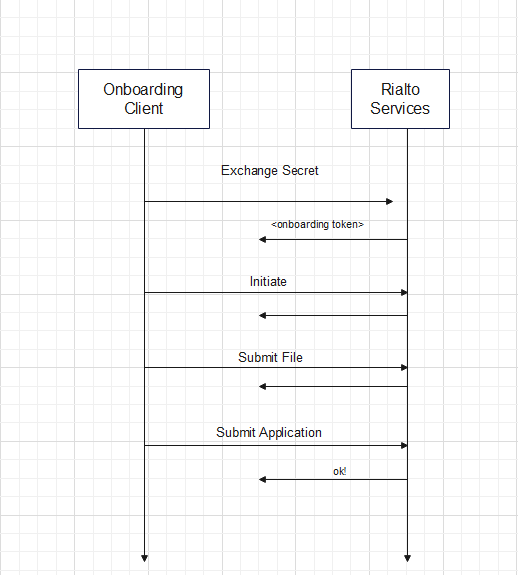 Onboarding
Client
Rialto
Services
Exchange Secret
<onboarding token>
Initiate
Submit File
Submit Application
ok!